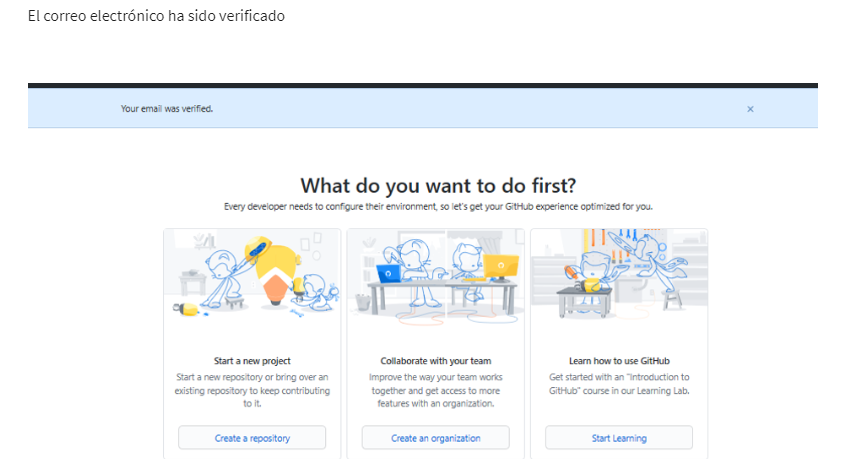 El correo electrónico ha sido verificado
Your email was verified.
×
What do you want to do first?
Every developer needs to configure their environment, so let's get your GitHub experience optimized for you.
Start a new project
Start a new repository or bring over an
existing repository to keep contributing
to it.
Create a repository
Collaborate with your team
Improve the way your team works
together and get access to more
features with an organization.
Create an organization
Learn how to use GitHub
Get started with an "Introduction to
GitHub" course in our Learning Lab.
Start Learning